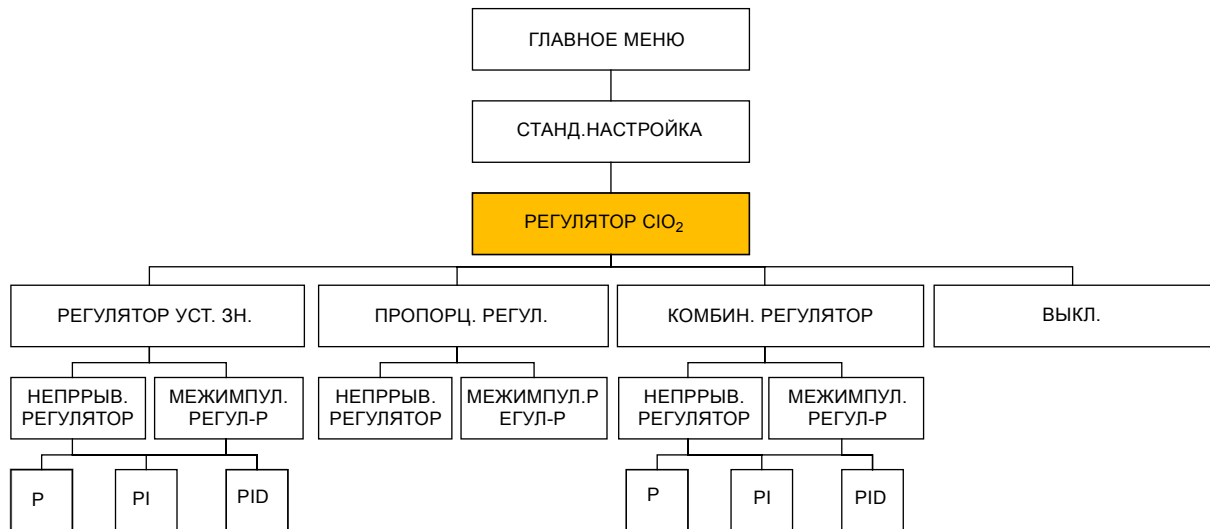 ГЛАВНОЕ МЕНЮ
СТАНД.НАСТРОЙКА
РЕГУЛЯТОР ClO₂
РЕГУЛЯТОР УСТ. ЗН.
ПРОПОРЦ. РЕГУЛ.
КОМБИН. РЕГУЛЯТОР
ВЫКЛ.
НЕПРРЫВ.
РЕГУЛЯТОР
МЕЖИМПУЛ.
РЕГУЛ-Р
НЕПРРЫВ.
РЕГУЛЯТОР
МЕЖИМПУЛ.Р
ЕГУЛ-Р
НЕПРРЫВ.
РЕГУЛЯТОР
МЕЖИМПУЛ.
РЕГУЛ-Р
P
PI
PID
P
PI
PID